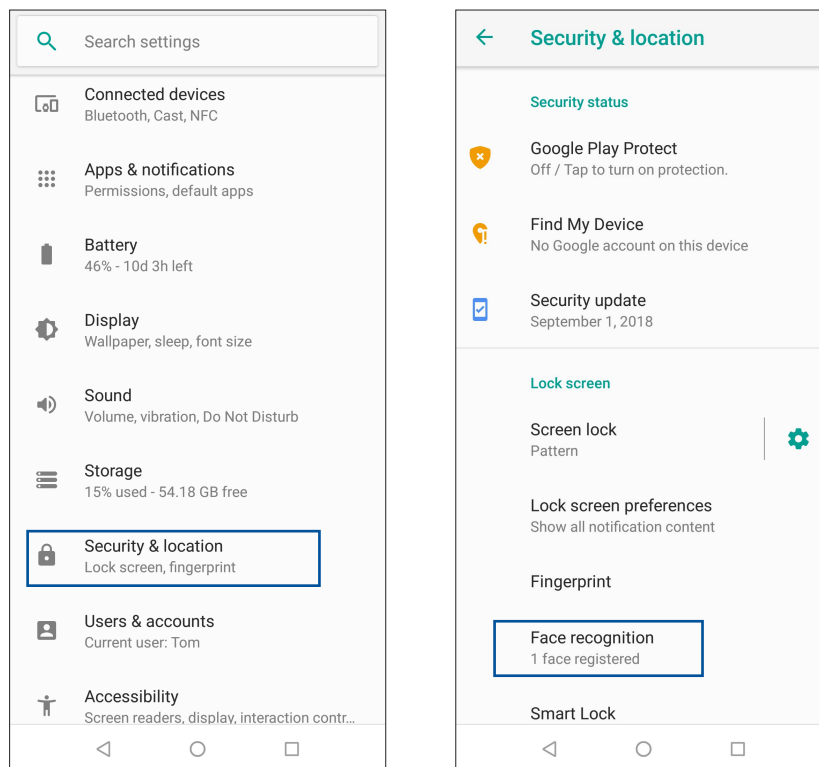 Search settings
Connected devices
Bluetooth, Cast, NFC
Apps & notifications
Permissions, default apps
Battery
46% - 10d 3h left
Display
Wallpaper, sleep, font size
Sound
Volume, vibration, Do Not Disturb
Storage
15% used - 54.18 GB free
Security & location
Lock screen, fingerprint
Users & accounts
Current user: Tom
Accessibility
Screen readers, display, interaction contr...
Security & location
Security status
Google Play Protect
Off / Tap to turn on protection.
Find My Device
No Google account on this device
Security update
September 1, 2018
Lock screen
Screen lock
Pattern
Lock screen preferences
Show all notification content
Fingerprint
Face recognition
1 face registered
Smart Lock